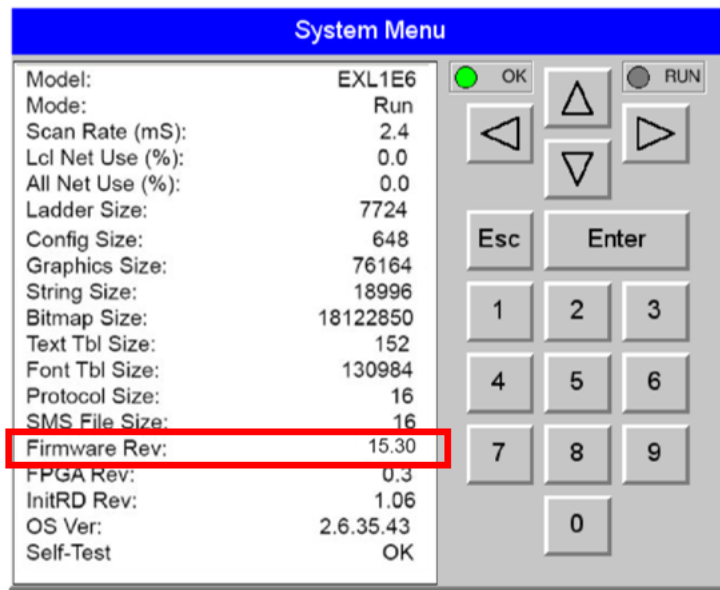 System Menu
Model: EXL1E6
Mode: Run
Scan Rate (mS): 2.4
Lcl Net Use (%): 0.0
All Net Use (%): 0.0
Ladder Size: 7724
Config Size: 648
Graphics Size: 76164
String Size: 18996
Bitmap Size: 18122850
Text Tbl Size: 152
Font Tbl Size: 130984
Protocol Size: 16
SMS File Size: 16
Firmware Rev: 15.30
FPGA Rev: 0.3
InitRD Rev: 1.06
OS Ver: 2.6.35.43
Self-Test OK
OK RUN
Esc Enter
1 2 3
4 5 6
7 8 9
0